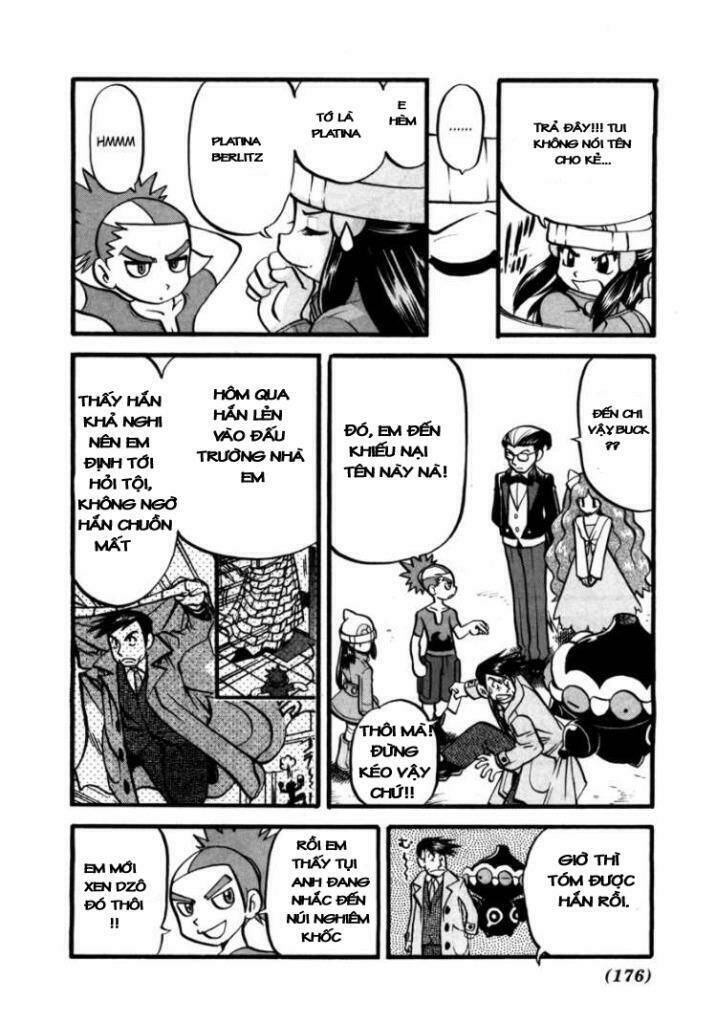 TRẢ ĐÂY!!! TUI
KHÔNG NÓI TÊN
CHO KẺ...
......
E
HÈM
TỚ LÀ
PLATINA
PLATINA
BERLITZ
HMMM
ĐẾN CHI
VẬY BUCK
??
ĐÓ, EM ĐẾN
KHIẾU NẠI
TÊN NÀY NÀ!
THÔI MÀ!
ĐỪNG
KÉO VẬY
CHỨ!!
HÔM QUA
HẮN LẺN
VÀO ĐẤU
TRƯỜNG NHÀ
EM
THẤY HẮN
KHẢ NGHI
NÊN EM
ĐỊNH TỚI
HỎI TỘI,
KHÔNG NGỜ
HẮN CHUỒN
MẤT
GIỜ THÌ
TÓM ĐƯỢC
HẮN RỒI.
む〜〜
RỒI EM
THẤY TỤI
ANH ĐANG
NHẮC ĐẾN
NÚI NGHIÊM
KHỐC
EM MỚI
XEN DZÔ
ĐÓ THÔI
!!
(176)